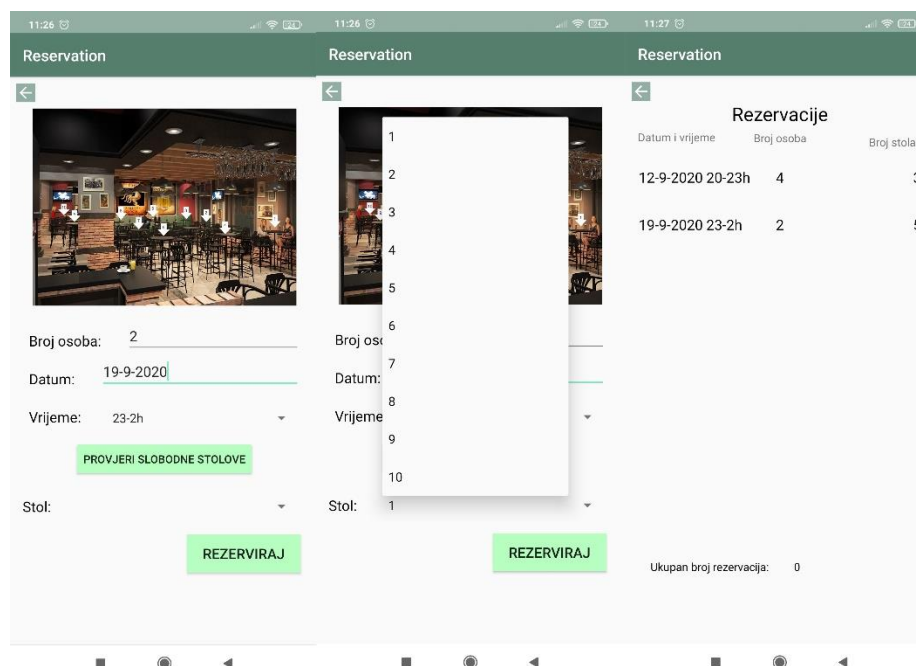 11:26
Reservation
Broj osoba: 2
Datum: 19-9-2020
Vrijeme: 23-2h
PROVJERI SLOBODNE STOLOVE
Stol:
REZERVIRAJ
11:26
Reservation
1
2
3
4
5
6
7
8
9
10
Broj oso
Datum:
Vrijeme
Stol: 1
REZERVIRAJ
11:27
Reservation
Rezervacije
Datum i vrijeme Broj osoba Broj stola
12-9-2020 20-23h 4 3
19-9-2020 23-2h 2 5
Ukupan broj rezervacija: 0